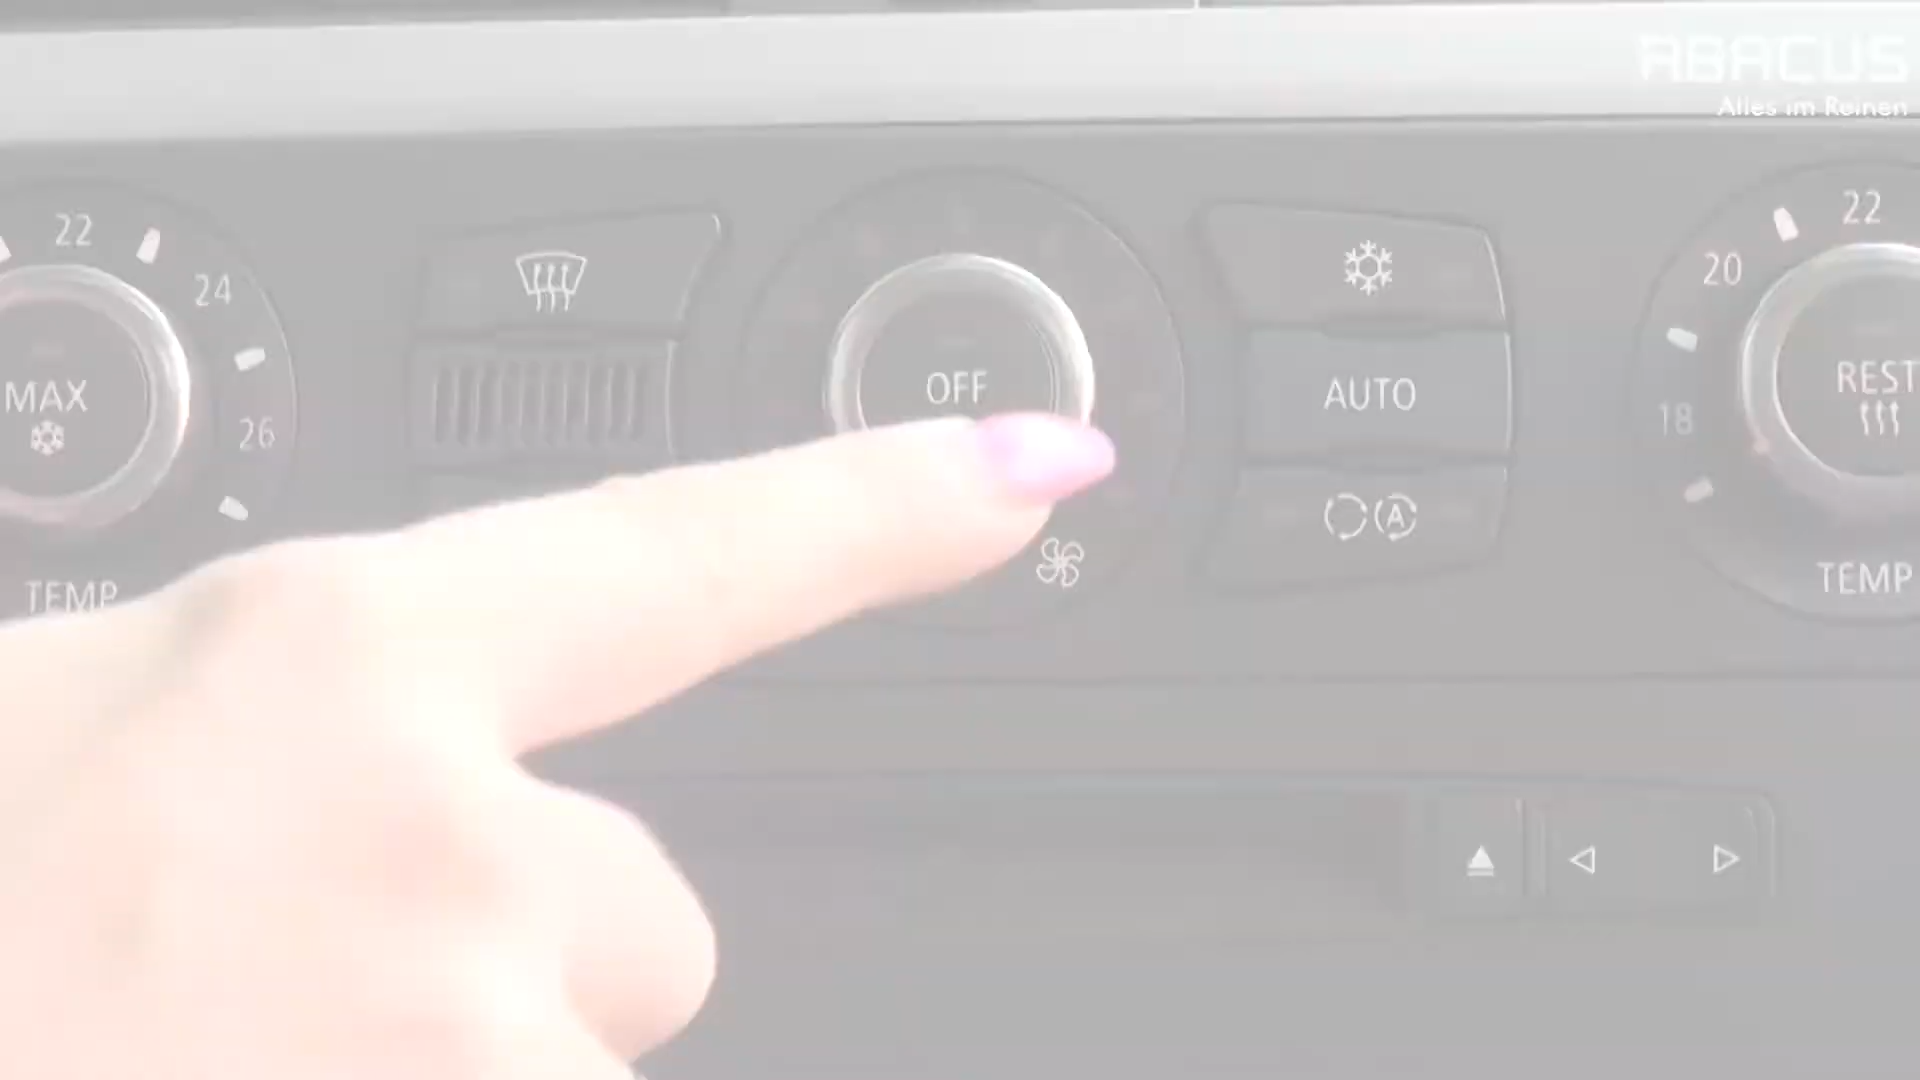 ABACUS
Alles im Reinen
22
24
26
MAX
TEMP
OFF
AUTO
A
22
20
18
REST
TEMP